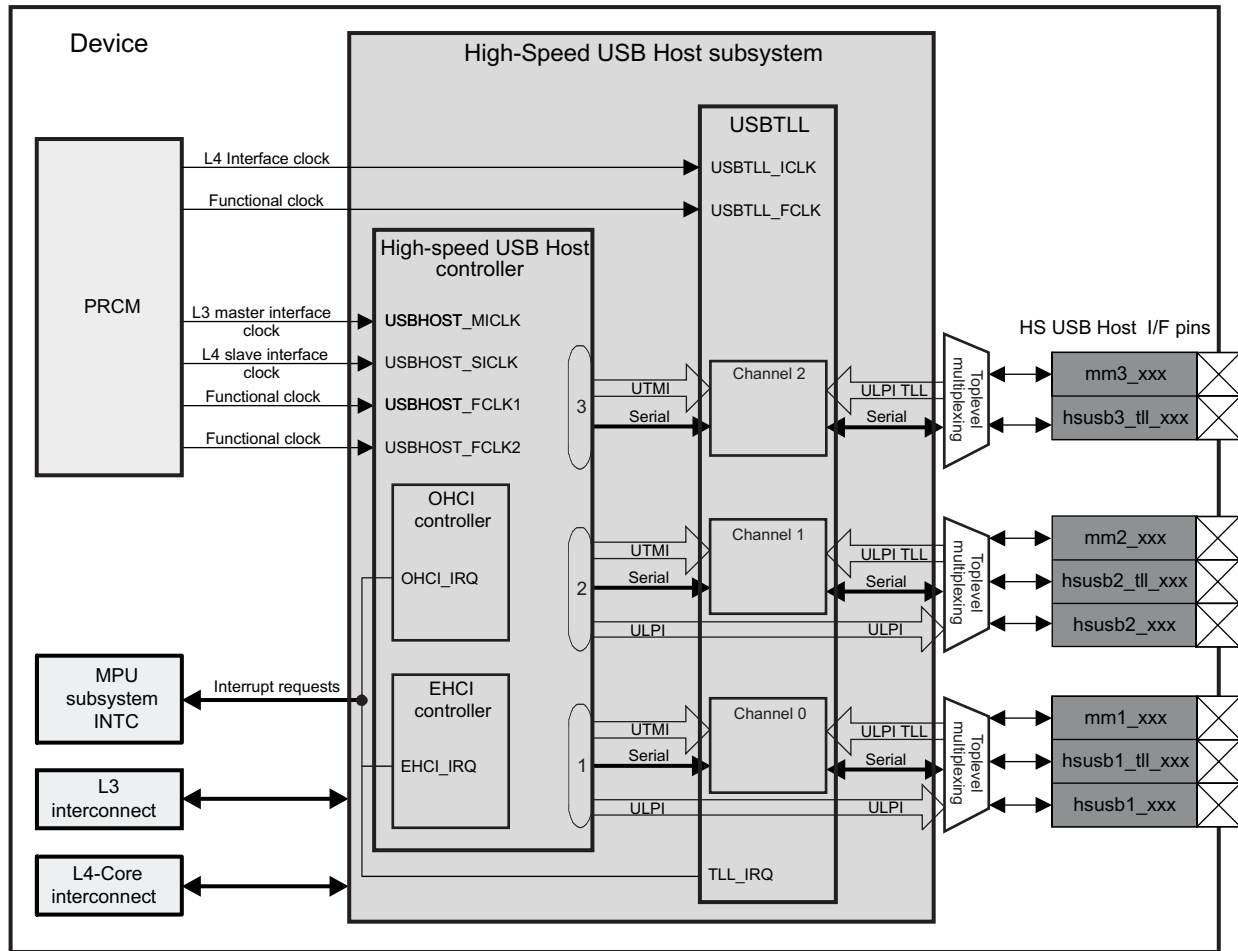 Device
High-Speed USB Host subsystem
USBTLL
L4 Interface clock
USBTLL_ICLK
Functional clock
USBTLL_FCLK
High-speed USB Host
controller
PRCM
L3 master interface
clock
USBHOST_MICLK
L4 slave interface
clock
USBHOST_SICLK
Functional clock
USBHOST_FCLK1
Functional clock
USBHOST_FCLK2
HS USB Host I/F pins
3
UTMI
Serial
Channel 2
ULPI TLL
Serial
Toplevel
multiplexing
mm3_xxx
hsusb3_tll_xxx
OHCI
controller
OHCI_IRQ
2
UTMI
Serial
ULPI
Channel 1
ULPI TLL
Serial
ULPI
Toplevel
multiplexing
mm2_xxx
hsusb2_tll_xxx
hsusb2_xxx
MPU
subsystem
INTC
Interrupt requests
EHCI
controller
EHCI_IRQ
1
UTMI
Serial
ULPI
Channel 0
ULPI TLL
Serial
ULPI
Toplevel
multiplexing
mm1_xxx
hsusb1_tll_xxx
hsusb1_xxx
L3
interconnect
L4-Core
interconnect
TLL_IRQ